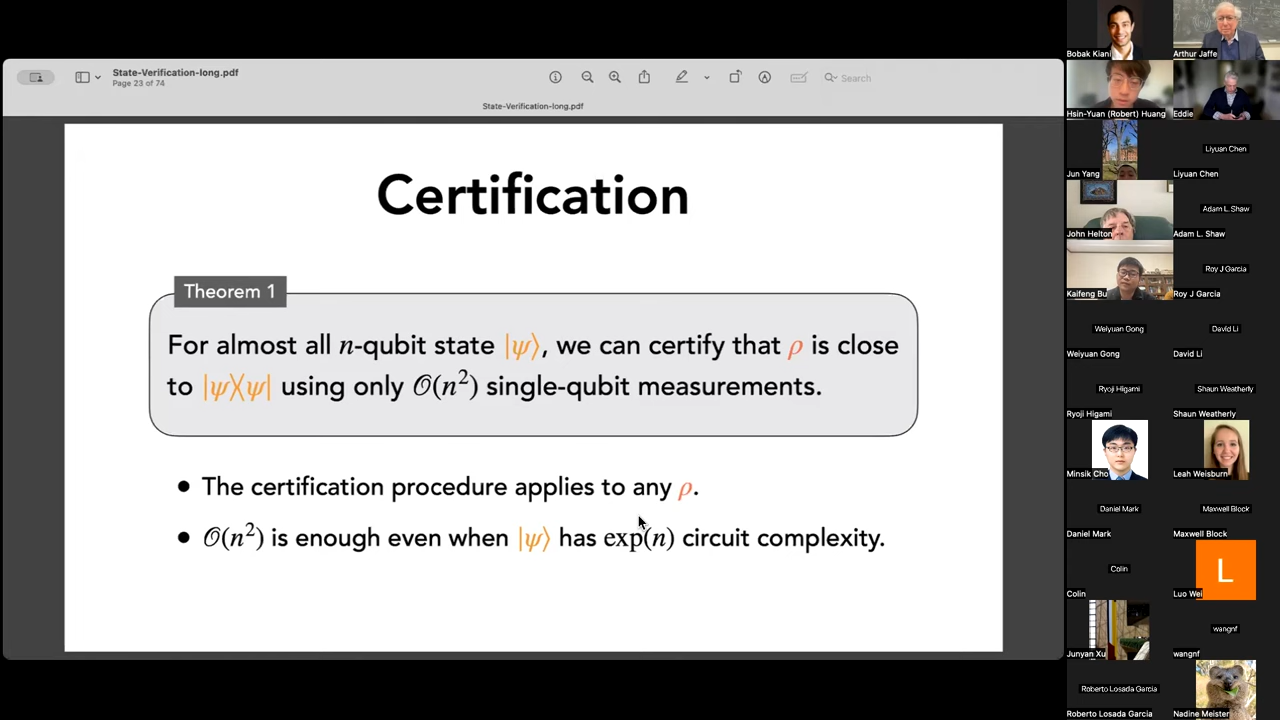 State-Verification-long.pdf
Page 23 of 74
Search
State-Verification-long.pdf
Certification
Theorem 1
For almost all n-qubit state |ψ⟩, we can certify that ρ is close
to |ψ⟩⟨ψ| using only 𝒪(n²) single-qubit measurements.
● The certification procedure applies to any ρ.
● 𝒪(n²) is enough even when |ψ⟩ has exp(n) circuit complexity.
Bobak Kiani
Arthur Jaffe
Hsin-Yuan (Robert) Huang
Eddie
Jun Yang
Liyuan Chen
Liyuan Chen
John Helton
Adam L. Shaw
Adam L. Shaw
Kaifeng Bu
Roy J Garcia
Roy J Garcia
Weiyuan Gong
Weiyuan Gong
David Li
David Li
Ryoji Higami
Ryoji Higami
Shaun Weatherly
Shaun Weatherly
Minsik Cho
Leah Weisburn
Daniel Mark
Daniel Mark
Maxwell Block
Maxwell Block
Colin
Colin
L
Luo Wei
Junyan Xu
wangnf
wangnf
Roberto Losada Garcia
Roberto Losada Garcia
Nadine Meister